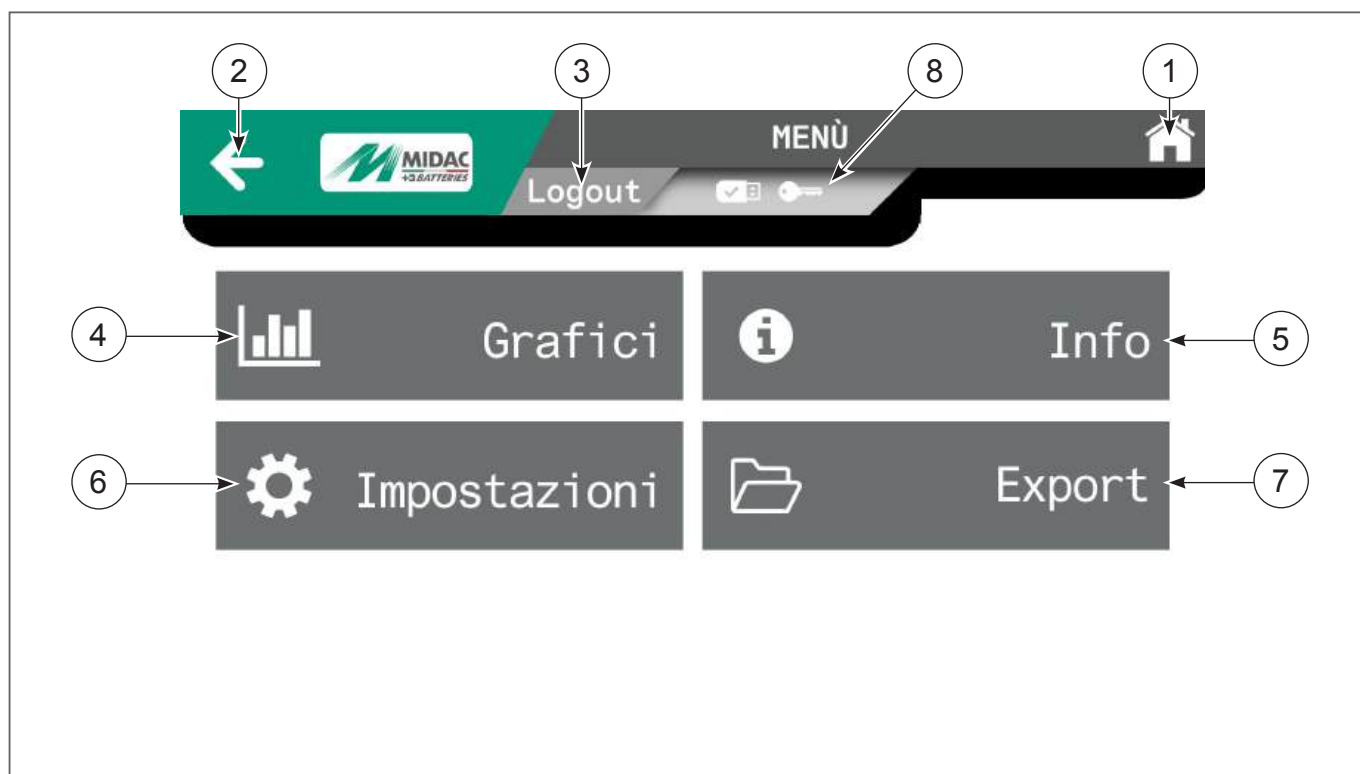 2
3
8
1
MENÙ
MIDAC
BATTERIES
Logout
4
Grafici
Info
5
6
Impostazioni
Export
7